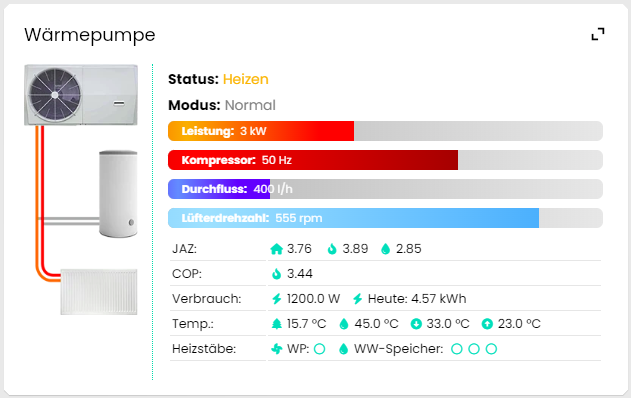 Wärmepumpe
Status: Heizen
Modus: Normal
Leistung: 3 kW
Kompressor: 50 Hz
Durchfluss: 400 l/h
Lüfterdrehzahl: 555 rpm
JAZ: 3.76 3.89 2.85
COP: 3.44
Verbrauch: 1200.0 W Heute: 4.57 kWh
Temp.: 15.7 °C 45.0 °C 33.0 °C 23.0 °C
Heizstäbe: WP: WW-Speicher: